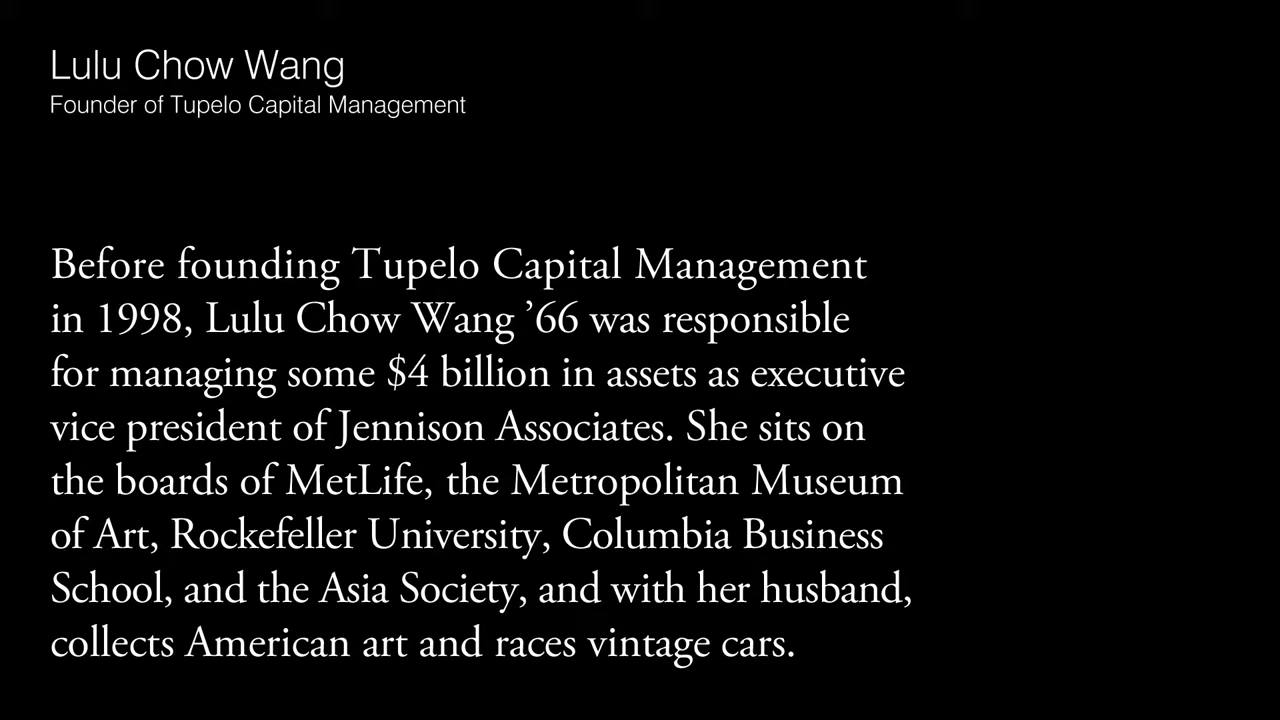 Lulu Chow Wang
Founder of Tupelo Capital Management
Before founding Tupelo Capital Management
in 1998, Lulu Chow Wang ’66 was responsible
for managing some $4 billion in assets as executive
vice president of Jennison Associates. She sits on
the boards of MetLife, the Metropolitan Museum
of Art, Rockefeller University, Columbia Business
School, and the Asia Society, and with her husband,
collects American art and races vintage cars.